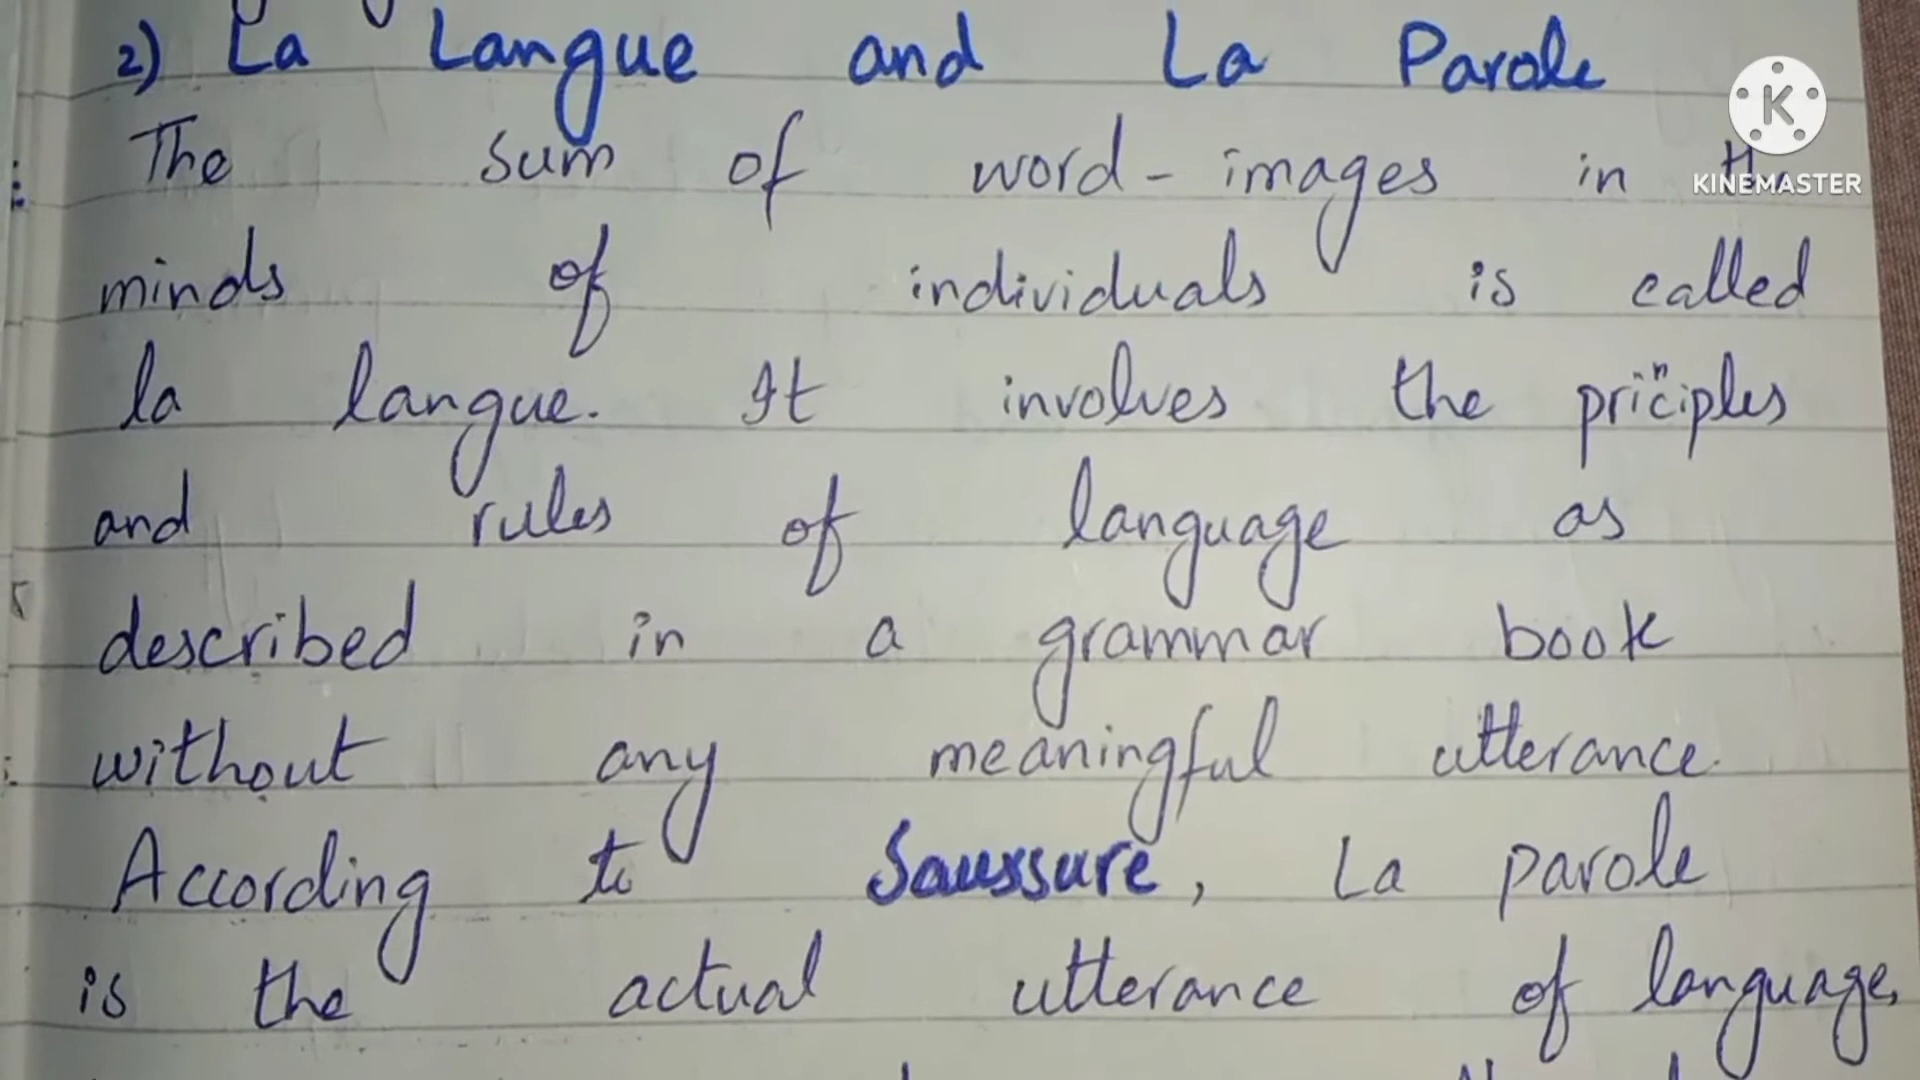 2) La Langue and La Parole
The sum of word-images in
KINEMASTER
minds of individuals is called
la langue. It involves the principles
and rules of language as
described in a grammar book
without any meaningful utterance.
According to Saussure, La parole
is the actual utterance of language,